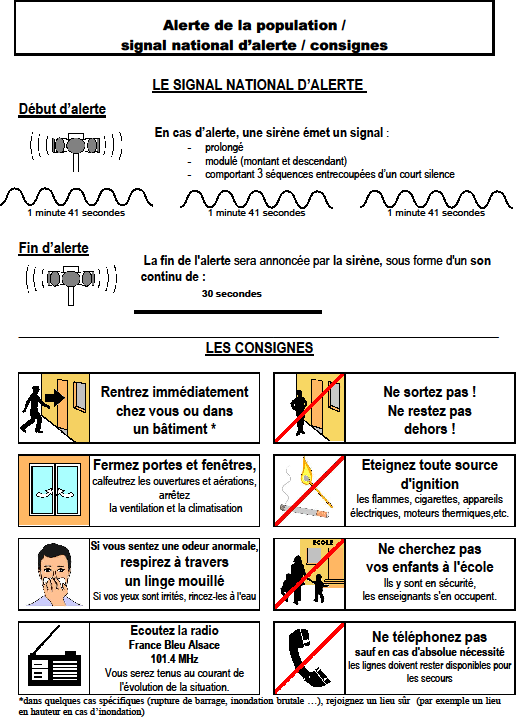 Alerte de la population /
signal national d'alerte / consignes
LE SIGNAL NATIONAL D'ALERTE
Début d'alerte
En cas d'alerte, une sirène émet un signal :
- prolongé
- modulé (montant et descendant)
- comportant 3 séquences entrecoupées d'un court silence
1 minute 41 secondes 1 minute 41 secondes 1 minute 41 secondes
Fin d'alerte
La fin de l'alerte sera annoncée par la sirène, sous forme d'un son
continu de :
30 secondes
LES CONSIGNES
Rentrez immédiatement
chez vous ou dans
un bâtiment *
Ne sortez pas !
Ne restez pas
dehors !
Fermez portes et fenêtres,
calfeutrez les ouvertures et aérations,
arrêtez
la ventilation et la climatisation
Eteignez toute source
d'ignition
les flammes, cigarettes, appareils
électriques, moteurs thermiques,etc.
Si vous sentez une odeur anormale,
respirez à travers
un linge mouillé
Si vos yeux sont irrités, rincez-les à l'eau
ECOLE
Ne cherchez pas
vos enfants à l'école
Ils y sont en sécurité,
les enseignants s'en occupent.
Ecoutez la radio
France Bleu Alsace
101.4 MHz
Vous serez tenus au courant de
l'évolution de la situation.
Ne téléphonez pas
sauf en cas d'absolue nécessité
les lignes doivent rester disponibles pour
les secours
*dans quelques cas spécifiques (rupture de barrage, inondation brutale …), rejoignez un lieu sûr (par exemple un lieu
en hauteur en cas d'inondation)